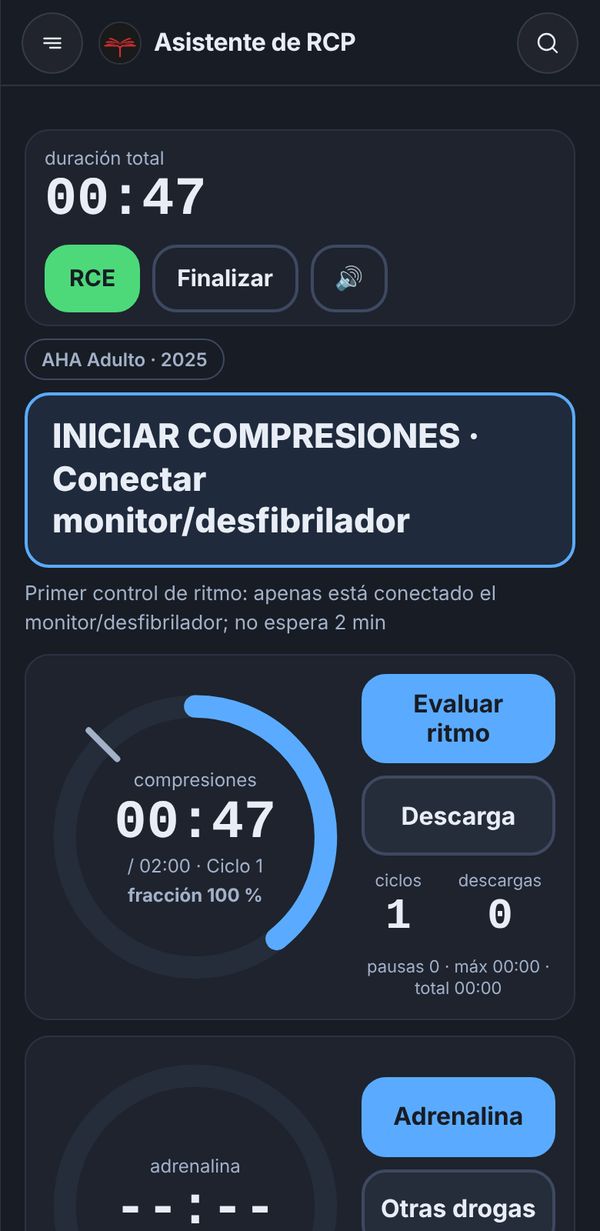 Asistente de RCP
duración total
00:47
RCE
Finalizar
AHA Adulto · 2025
INICIAR COMPRESIONES ·
Conectar
monitor/desfibrilador
Primer control de ritmo: apenas está conectado el
monitor/desfibrilador; no espera 2 min
compresiones
00:47
/ 02:00 · Ciclo 1
fracción 100 %
Evaluar
ritmo
Descarga
ciclos
descargas
1
0
pausas 0 · máx 00:00 ·
total 00:00
adrenalina
--:--
Adrenalina
Otras drogas